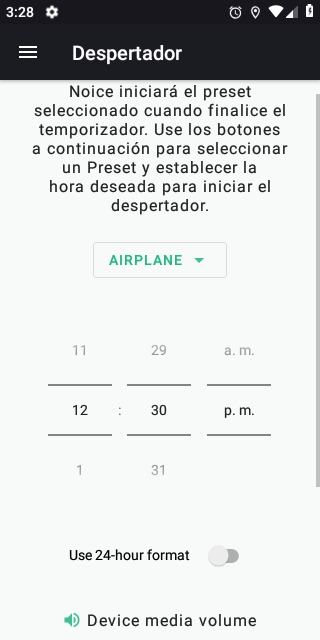 3:28
Despertador
Noice iniciará el preset
seleccionado cuando finalice el
temporizador. Use los botones
a continuación para seleccionar
un Preset y establecer la
hora deseada para iniciar el
despertador.
AIRPLANE
11 29 a. m.
12 : 30 p. m.
1 31
Use 24-hour format
Device media volume